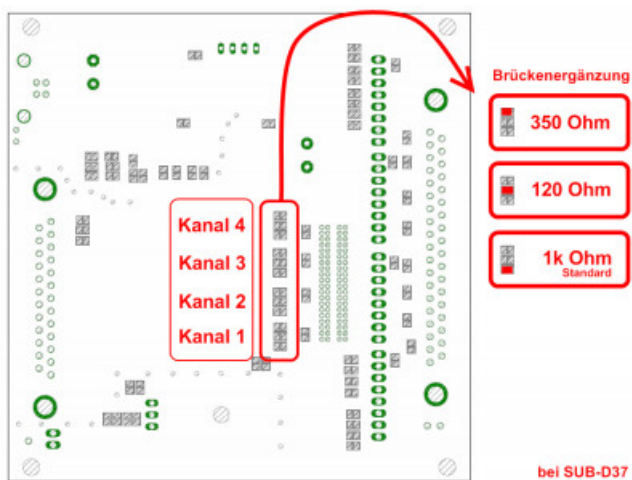 Brückenergänzung
350 Ohm
120 Ohm
1k Ohm
Standard
Kanal 4
Kanal 3
Kanal 2
Kanal 1
bei SUB-D37